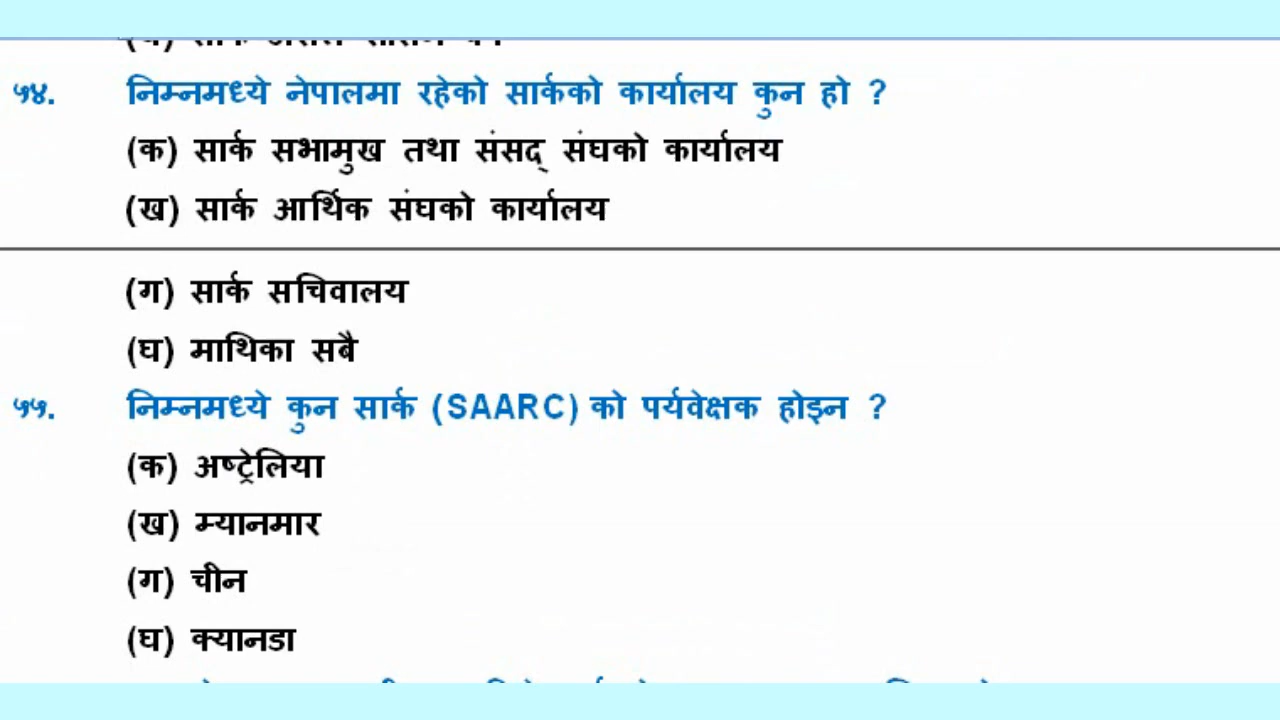 ५४. निम्नमध्ये नेपालमा रहेको सार्कको कार्यालय कुन हो ?
(क) सार्क सभामुख तथा संसद् संघको कार्यालय
(ख) सार्क आर्थिक संघको कार्यालय
(ग) सार्क सचिवालय
(घ) माथिका सबै
५५. निम्नमध्ये कुन सार्क (SAARC) को पर्यवेक्षक होइन ?
(क) अष्ट्रेलिया
(ख) म्यानमार
(ग) चीन
(घ) क्यानडा